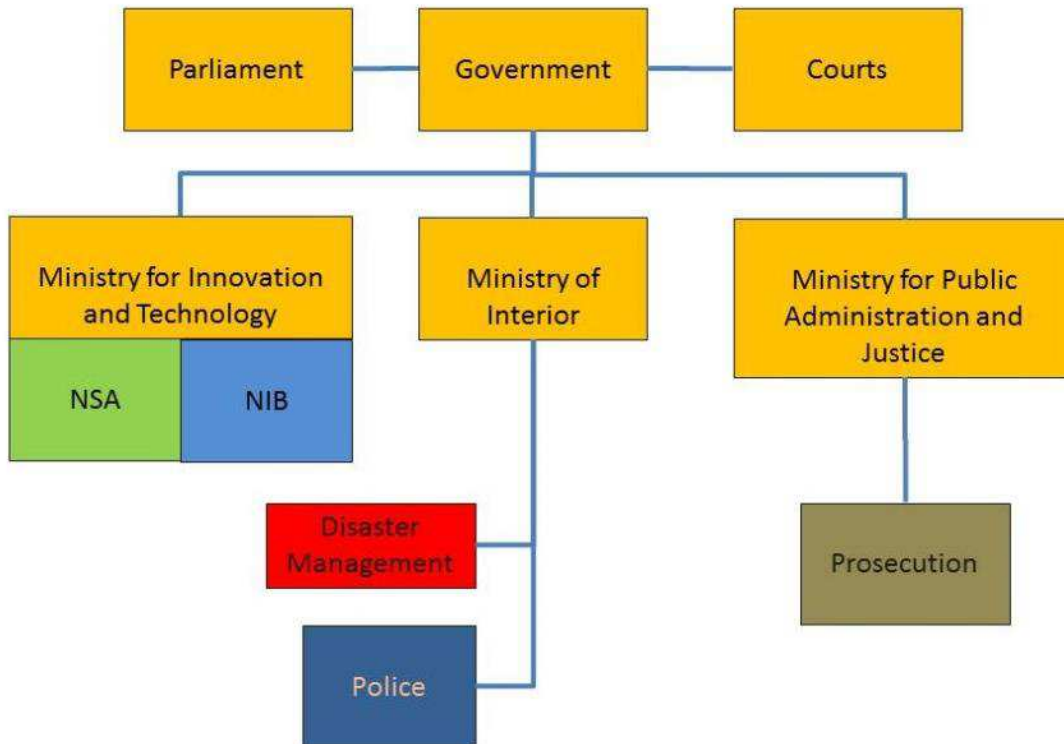 Parliament
Government
Courts
Ministry for Innovation
and Technology
Ministry of
Interior
Ministry for Public
Administration and
Justice
NSA
NIB
Disaster
Management
Prosecution
Police